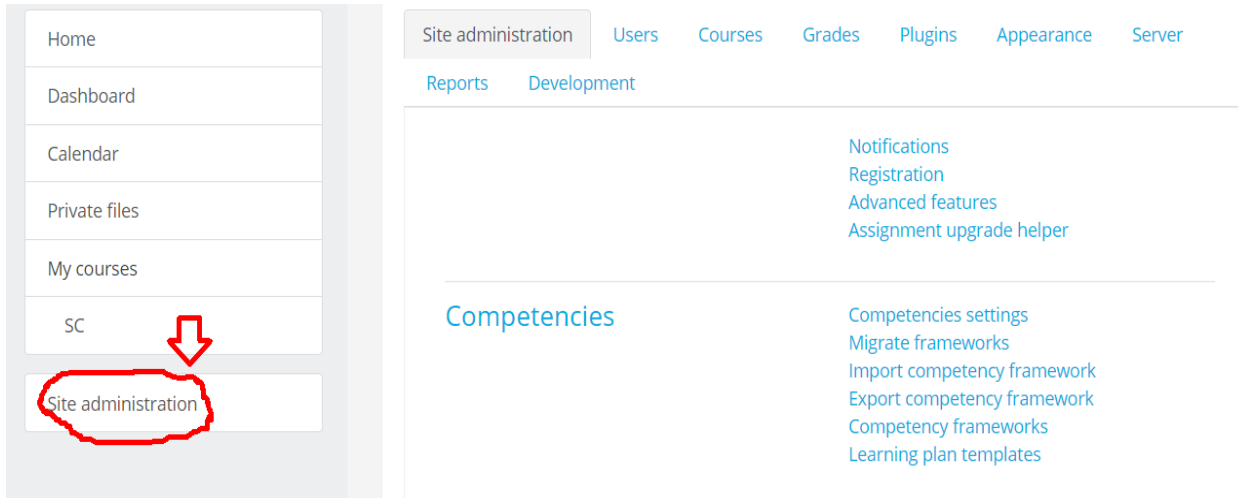 Home
Dashboard
Calendar
Private files
My courses
SC
Site administration
Site administration Users Courses Grades Plugins Appearance Server
Reports Development
Notifications
Registration
Advanced features
Assignment upgrade helper
Competencies
Competencies settings
Migrate frameworks
Import competency framework
Export competency framework
Competency frameworks
Learning plan templates